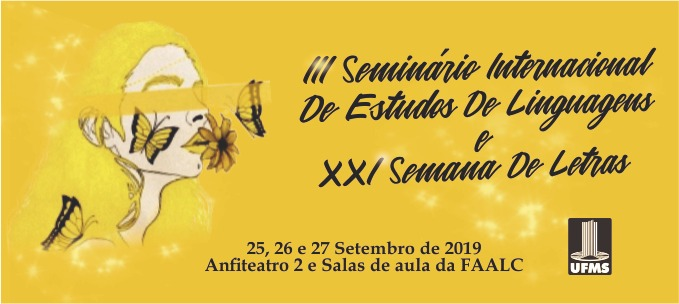 III Seminário Internacional
De Estudos De Linguagens
e
XXI Semana De Letras
25, 26 e 27 Setembro de 2019
Anfiteatro 2 e Salas de aula da FAALC
UFMS